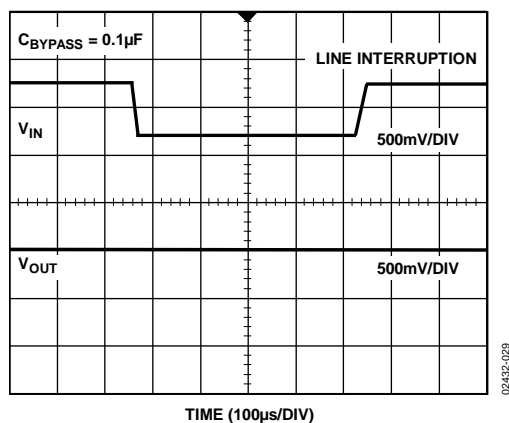 C_BYPASS = 0.1µF
LINE INTERRUPTION
V_IN
500mV/DIV
V_OUT
500mV/DIV
TIME (100µs/DIV)
02432-029